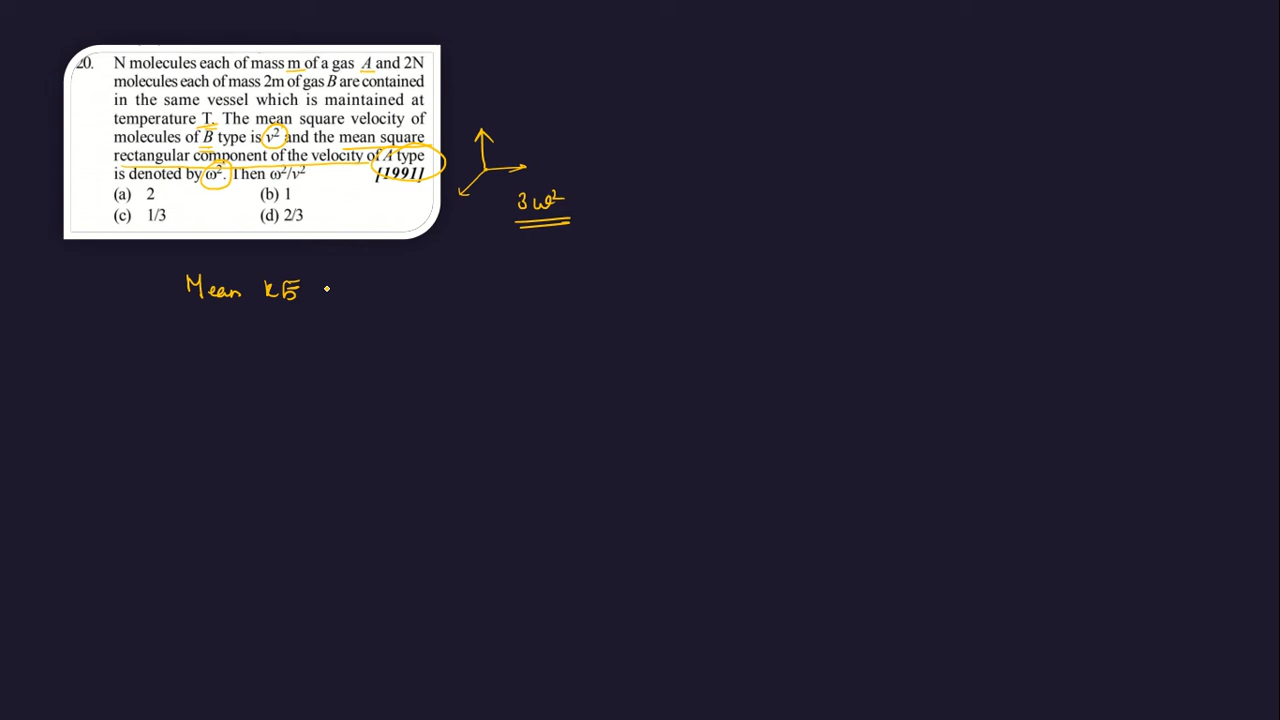 20. N molecules each of mass m of a gas A and 2N
molecules each of mass 2m of gas B are contained
in the same vessel which is maintained at
temperature T. The mean square velocity of
molecules of B type is v² and the mean square
rectangular component of the velocity of A type
is denoted by ω². Then ω²/v² [1991]
(a) 2 (b) 1
(c) 1/3 (d) 2/3
3ω²
Mean KE